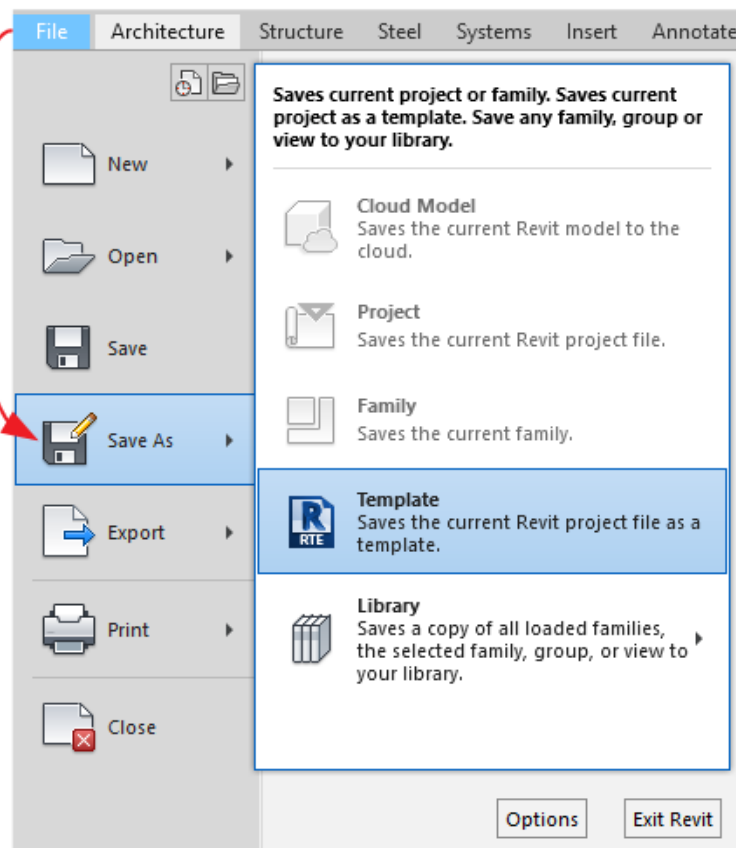 File Architecture Structure Steel Systems Insert Annotate
New
Open
Save
Save As
Export
Print
Close
Saves current project or family. Saves current
project as a template. Save any family, group or
view to your library.
Cloud Model
Saves the current Revit model to the
cloud.
Project
Saves the current Revit project file.
Family
Saves the current family.
R
RTE
Template
Saves the current Revit project file as a
template.
Library
Saves a copy of all loaded families,
the selected family, group, or view to
your library.
Options Exit Revit